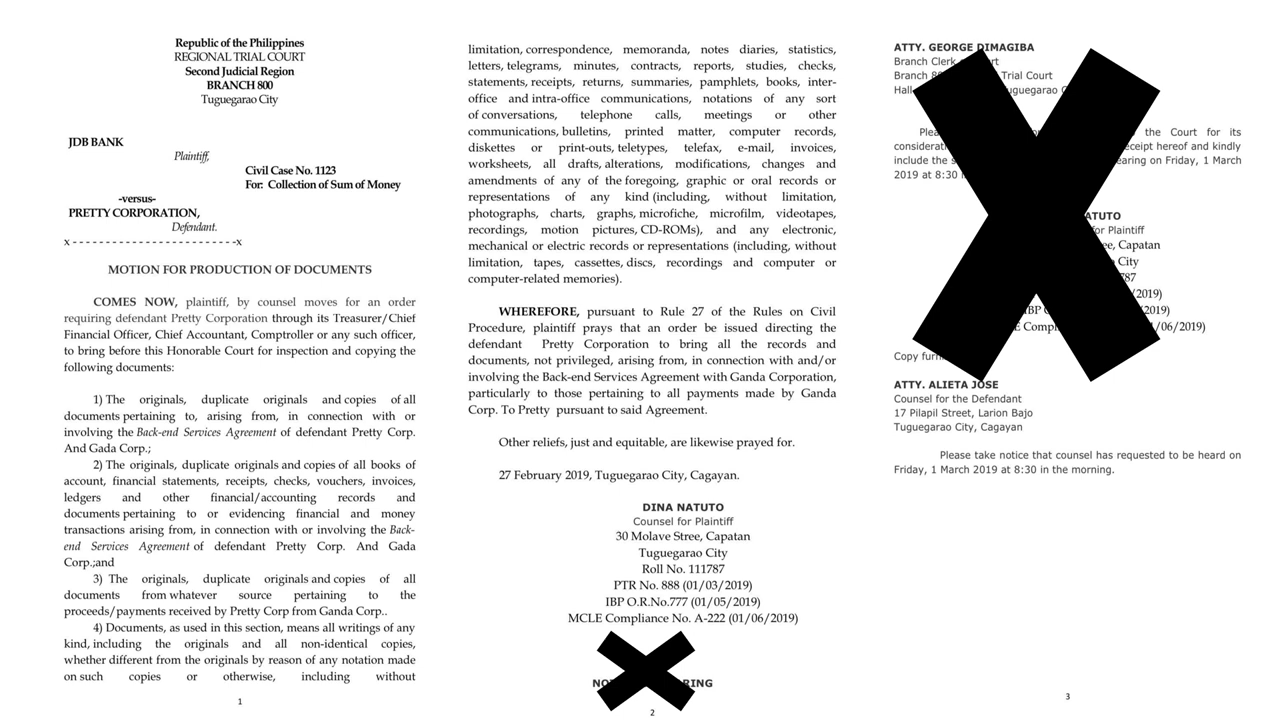 Republic of the Philippines
REGIONAL TRIAL COURT
Second Judicial Region
BRANCH 800
Tuguegarao City
JDB BANK
Plaintiff,
Civil Case No. 1123
For: Collection of Sum of Money
-versus-
PRETTY CORPORATION,
Defendant.
x - - - - - - - - - - - - - - - - - - - - - - - - -x
MOTION FOR PRODUCTION OF DOCUMENTS
COMES NOW, plaintiff, by counsel moves for an order
requiring defendant Pretty Corporation through its Treasurer/Chief
Financial Officer, Chief Accountant, Comptroller or any such officer,
to bring before this Honorable Court for inspection and copying the
following documents:
1) The originals, duplicate originals and copies of all
documents pertaining to, arising from, in connection with or
involving the Back-end Services Agreement of defendant Pretty Corp.
And Gada Corp.;
2) The originals, duplicate originals and copies of all books of
account, financial statements, receipts, checks, vouchers, invoices,
ledgers and other financial/accounting records and
documents pertaining to or evidencing financial and money
transactions arising from, in connection with or involving the Back-
end Services Agreement of defendant Pretty Corp. And Gada
Corp.;and
3) The originals, duplicate originals and copies of all
documents from whatever source pertaining to the
proceeds/payments received by Pretty Corp from Ganda Corp..
4) Documents, as used in this section, means all writings of any
kind, including the originals and all non-identical copies,
whether different from the originals by reason of any notation made
on such copies or otherwise, including without
1
limitation, correspondence, memoranda, notes diaries, statistics,
letters, telegrams, minutes, contracts, reports, studies, checks,
statements, receipts, returns, summaries, pamphlets, books, inter-
office and intra-office communications, notations of any sort
of conversations, telephone calls, meetings or other
communications, bulletins, printed matter, computer records,
diskettes or print-outs, teletypes, telefax, e-mail, invoices,
worksheets, all drafts, alterations, modifications, changes and
amendments of any of the foregoing, graphic or oral records or
representations of any kind (including, without limitation,
photographs, charts, graphs, microfiche, microfilm, videotapes,
recordings, motion pictures, CD-ROMs), and any electronic,
mechanical or electric records or representations (including, without
limitation, tapes, cassettes, discs, recordings and computer or
computer-related memories).
WHEREFORE, pursuant to Rule 27 of the Rules on Civil
Procedure, plaintiff prays that an order be issued directing the
defendant Pretty Corporation to bring all the records and
documents, not privileged, arising from, in connection with and/or
involving the Back-end Services Agreement with Ganda Corporation,
particularly to those pertaining to all payments made by Ganda
Corp. To Pretty pursuant to said Agreement.
Other reliefs, just and equitable, are likewise prayed for.
27 February 2019, Tuguegarao City, Cagayan.
DINA NATUTO
Counsel for Plaintiff
30 Molave Stree, Capatan
Tuguegarao City
Roll No. 111787
PTR No. 888 (01/03/2019)
IBP O.R.No.777 (01/05/2019)
MCLE Compliance No. A-222 (01/06/2019)
2
ATTY. GEORGE DIMAGIBA
Branch Clerk
Branch Trial Court
the Court for its
receipt hereof and kindly
include the hearing on Friday, 1 March
2019 at 8:30
for Plaintiff
Capatan
City
IBP
Copy
ATTY. ALIETA JOSE
Counsel for the Defendant
17 Pilapil Street, Larion Bajo
Tuguegarao City, Cagayan
Please take notice that counsel has requested to be heard on
Friday, 1 March 2019 at 8:30 in the morning.
3